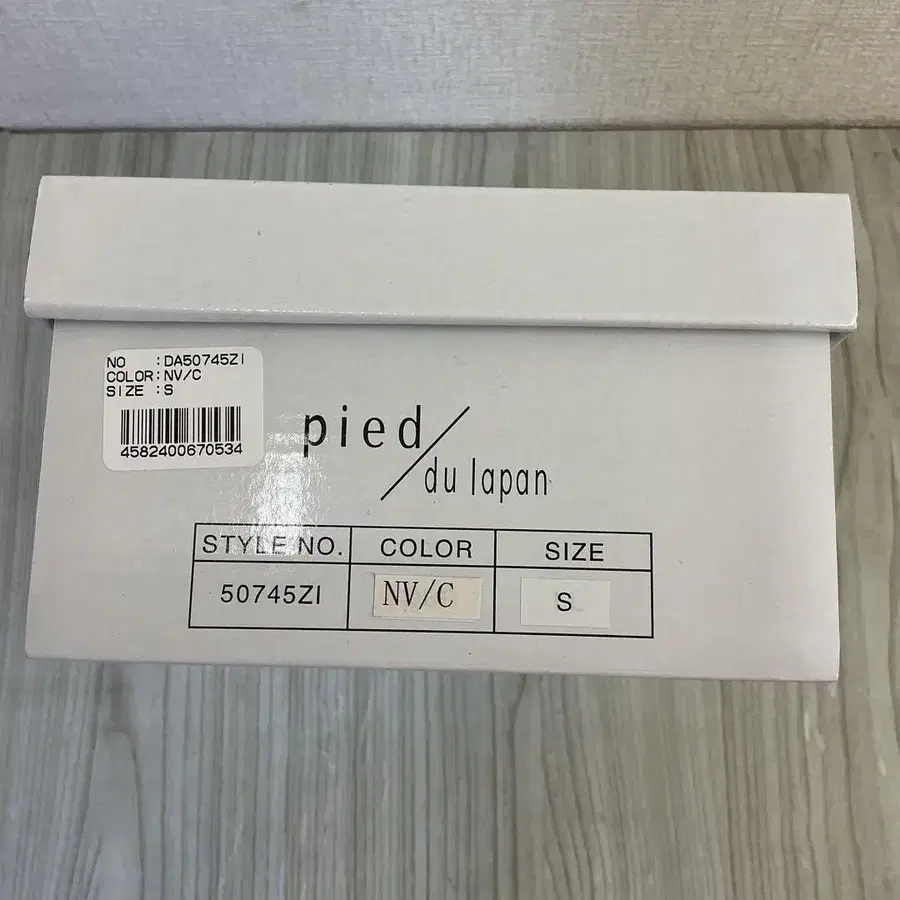 NO :DA50745ZI
COLOR:NV/C
SIZE :S
4582400670534
pied
du lapan
STYLE NO. COLOR SIZE
50745ZI NV/C S